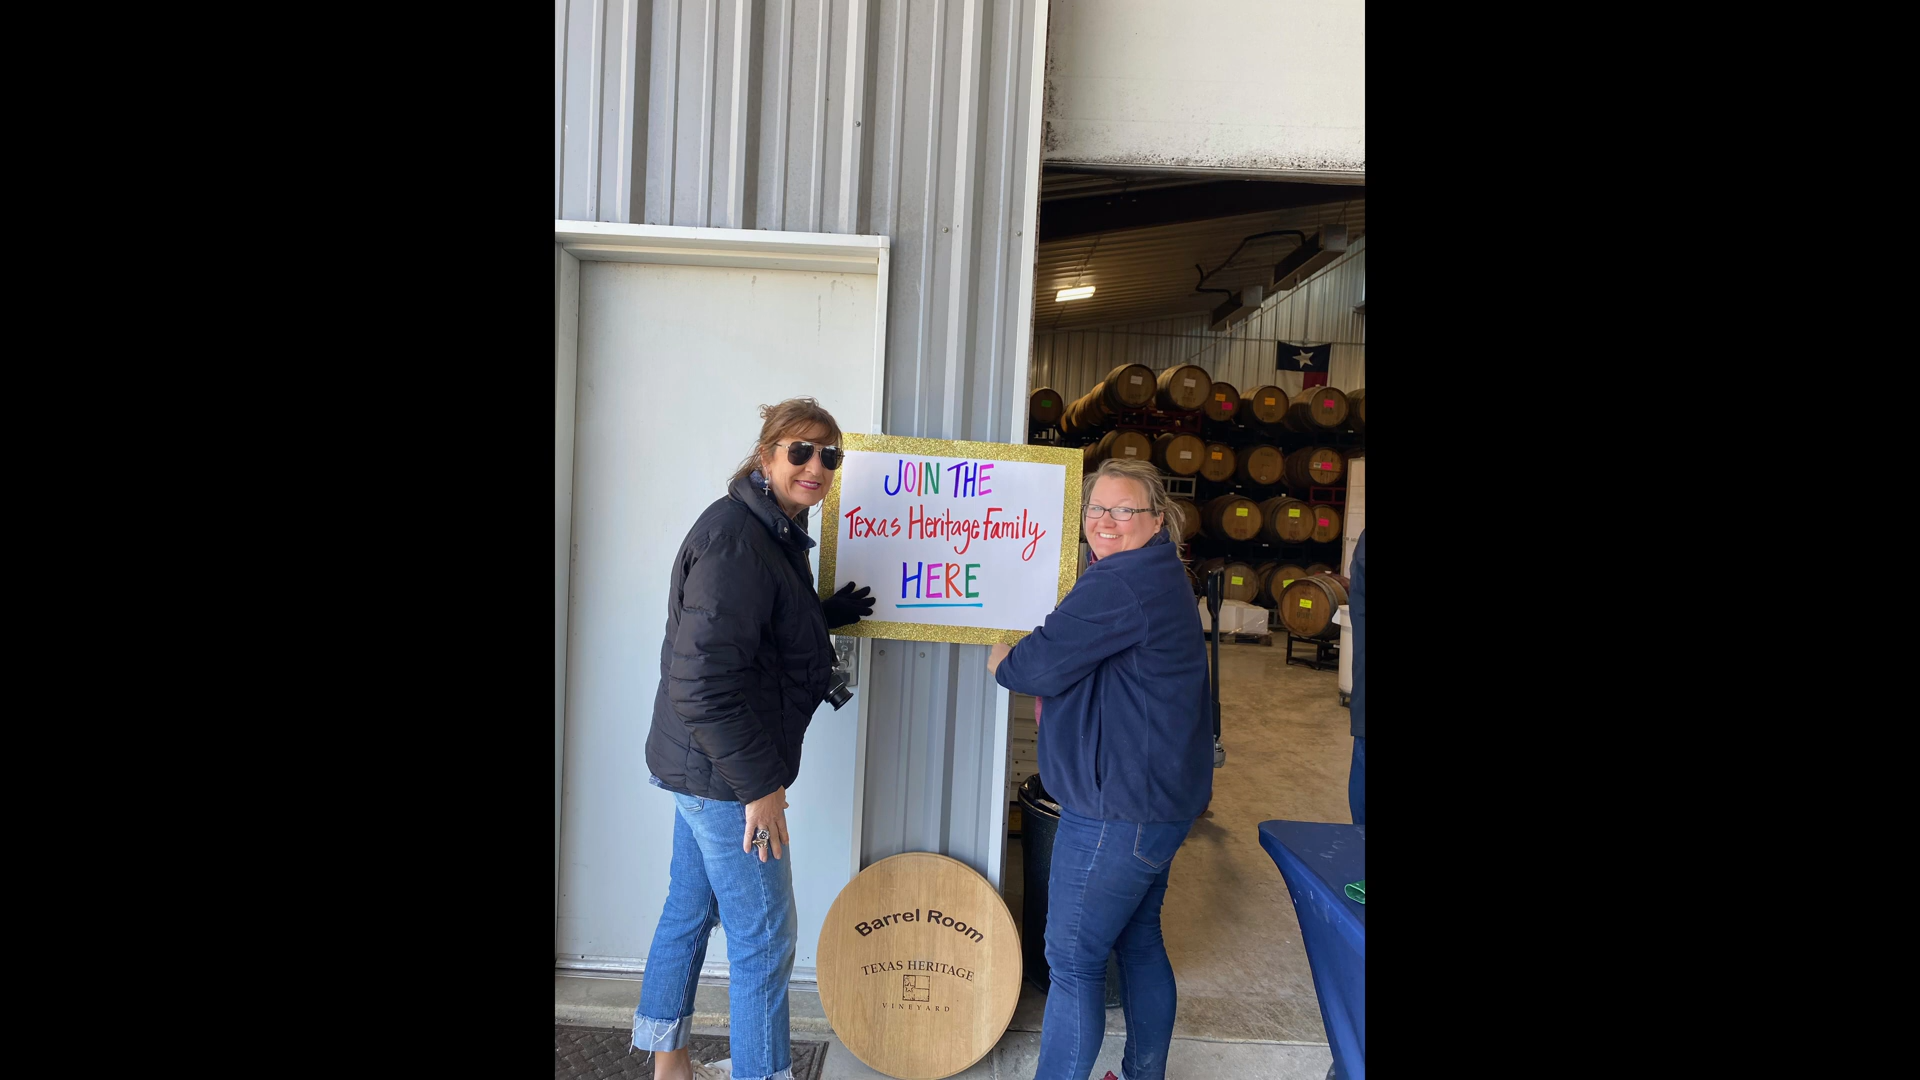 JOIN THE
Texas Heritage Family
HERE
Barrel Room
TEXAS HERITAGE
VINEYARD